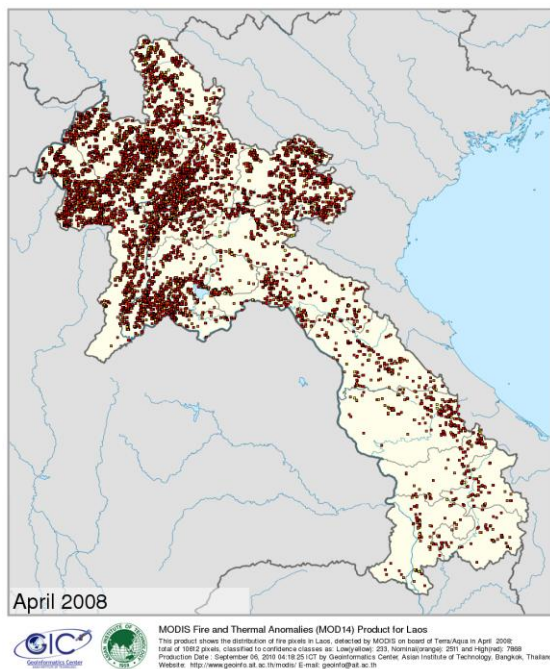 April 2008
GIC
Geoinformatics Center
MODIS Fire and Thermal Anomalies (MOD14) Product for Laos
This product shows the distribution of fire pixels in Laos, detected by MODIS on board of Terra/Aqua in April 2008;
total of 10612 pixels, classified to confidence classes as: Low(yellow): 233, Nominal(orange): 2511 and High(red): 7868
Production Date : September 06, 2010 04:18:25 ICT by Geoinformatics Center, Asian Institute of Technology, Bangkok, Thailand
Website: http://www.geoinfo.ait.ac.th/modis/ E-mail: geoinfo@ait.ac.th